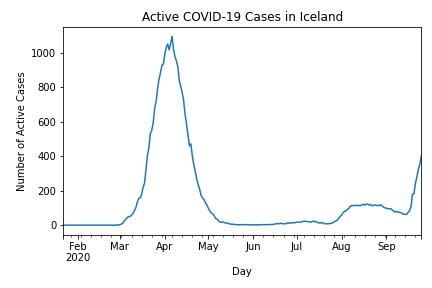 Active COVID-19 Cases in Iceland
1000
800
600
400
200
0
Number of Active Cases
Feb Mar Apr May Jun Jul Aug Sep
2020
Day